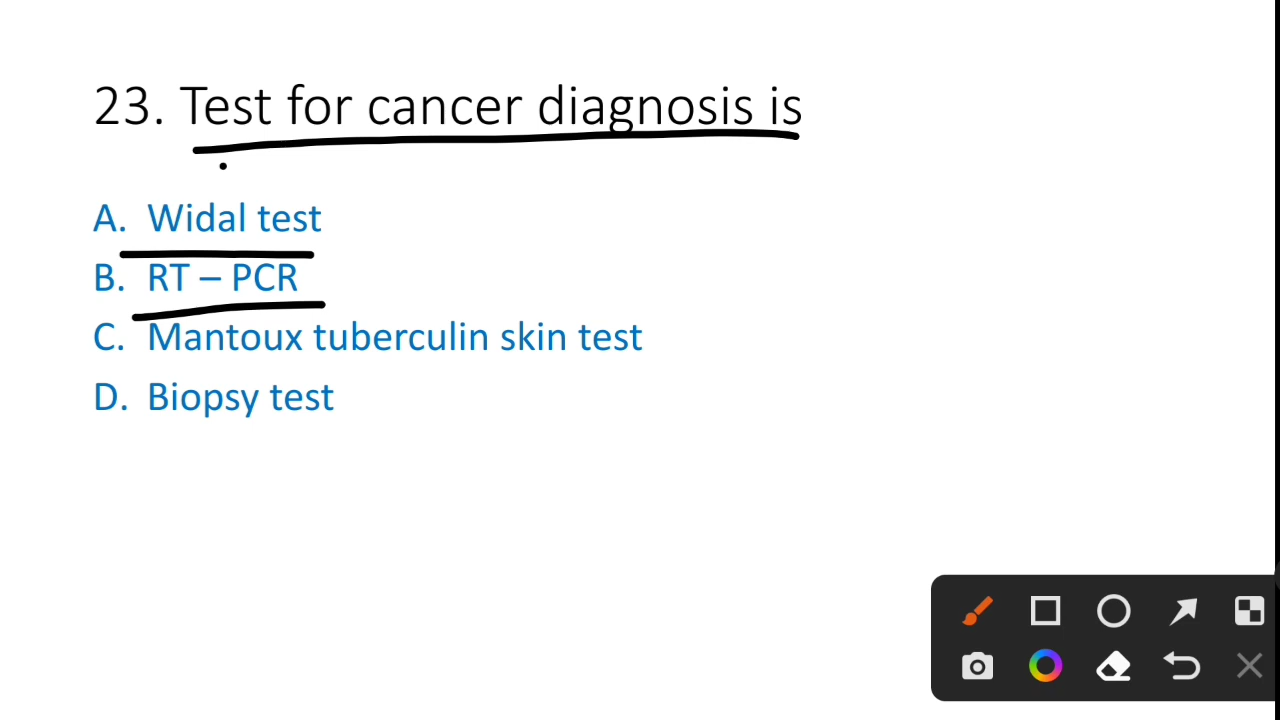 23. Test for cancer diagnosis is
A. Widal test
B. RT – PCR
C. Mantoux tuberculin skin test
D. Biopsy test